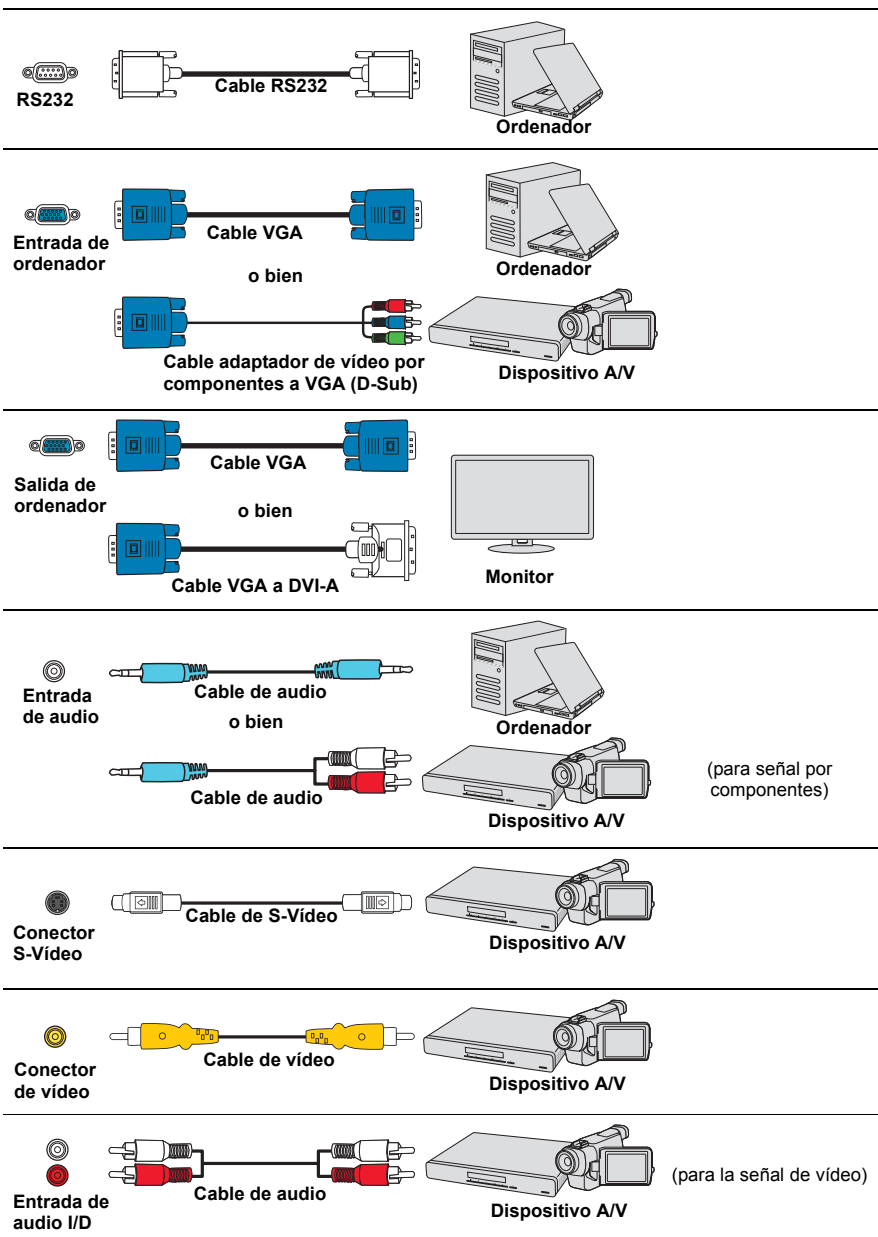 RS232
Cable RS232
Ordenador
Entrada de
ordenador
Cable VGA
Ordenador
o bien
Cable adaptador de vídeo por
componentes a VGA (D-Sub)
Dispositivo A/V
Salida de
ordenador
Cable VGA
o bien
Cable VGA a DVI-A
Monitor
Entrada
de audio
Cable de audio
Ordenador
o bien
Cable de audio
Dispositivo A/V
(para señal por
componentes)
Conector
S-Vídeo
Cable de S-Vídeo
Dispositivo A/V
Conector
de vídeo
Cable de vídeo
Dispositivo A/V
Entrada de
audio I/D
Cable de audio
Dispositivo A/V
(para la señal de vídeo)